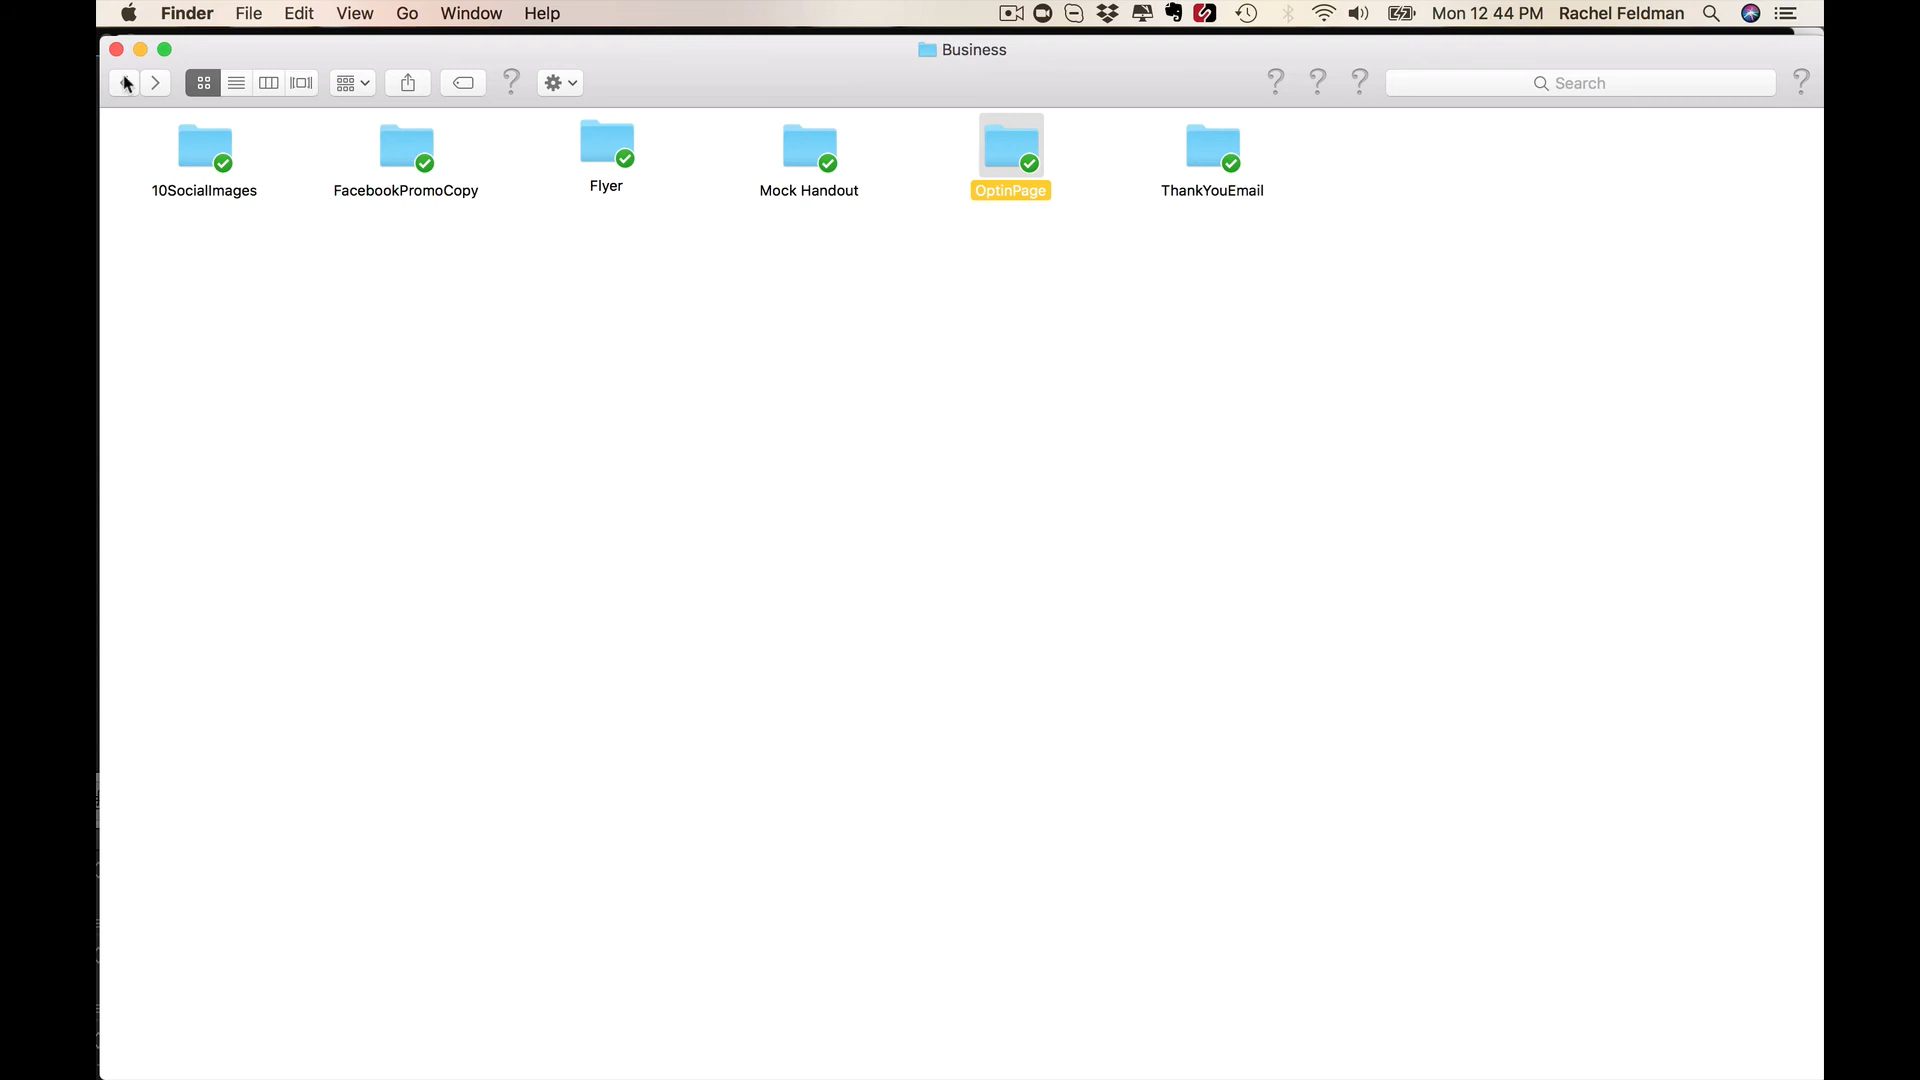 Finder File Edit View Go Window Help Mon 12 44 PM Rachel Feldman
Business
? ? ? ? Search ?
10SocialImages FacebookPromoCopy Flyer Mock Handout OptinPage ThankYouEmail